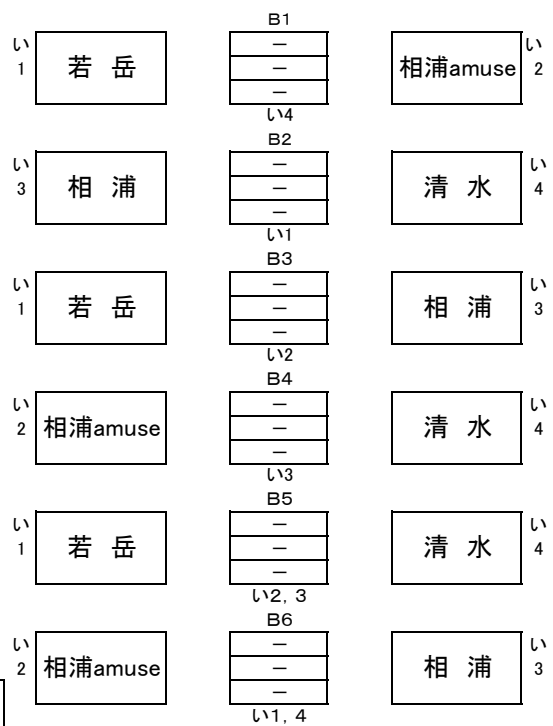 B1
い1 若 岳 － い2 相浦amuse
－
－
い4
B2
い3 相 浦 － い4 清 水
－
－
い1
B3
い1 若 岳 － い3 相 浦
－
－
い2
B4
い2 相浦amuse － い4 清 水
－
－
い3
B5
い1 若 岳 － い4 清 水
－
－
い2, 3
B6
い2 相浦amuse － い3 相 浦
－
－
い1, 4